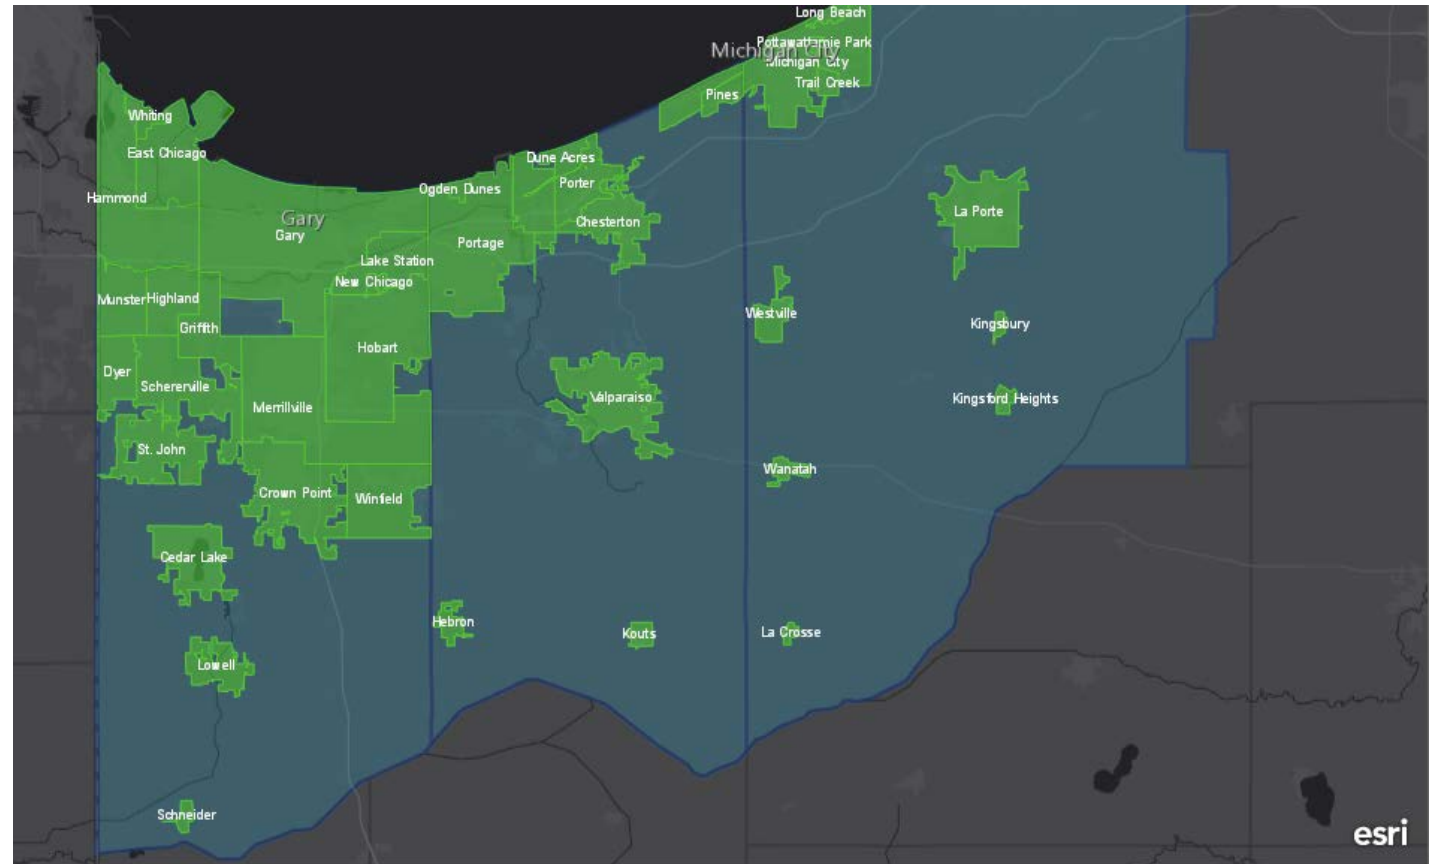 Long Beach
Pottawattamie Park
Michigan City
Michigan City
Trail Creek
Pines
Whiting
East Chicago
Dune Acres
Ogden Dunes
Porter
Hammond
La Porte
Gary
Gary
Chesterton
Portage
Lake Station
New Chicago
Munster
Highland
Westville
Griffith
Kingsbury
Hobart
Dyer
Schererville
Valparaiso
Kingsford Heights
Merrillville
St. John
Wanatah
Crown Point
Winfield
Cedar Lake
Hebron
Kouts
La Crosse
Lowell
Schneider
esri